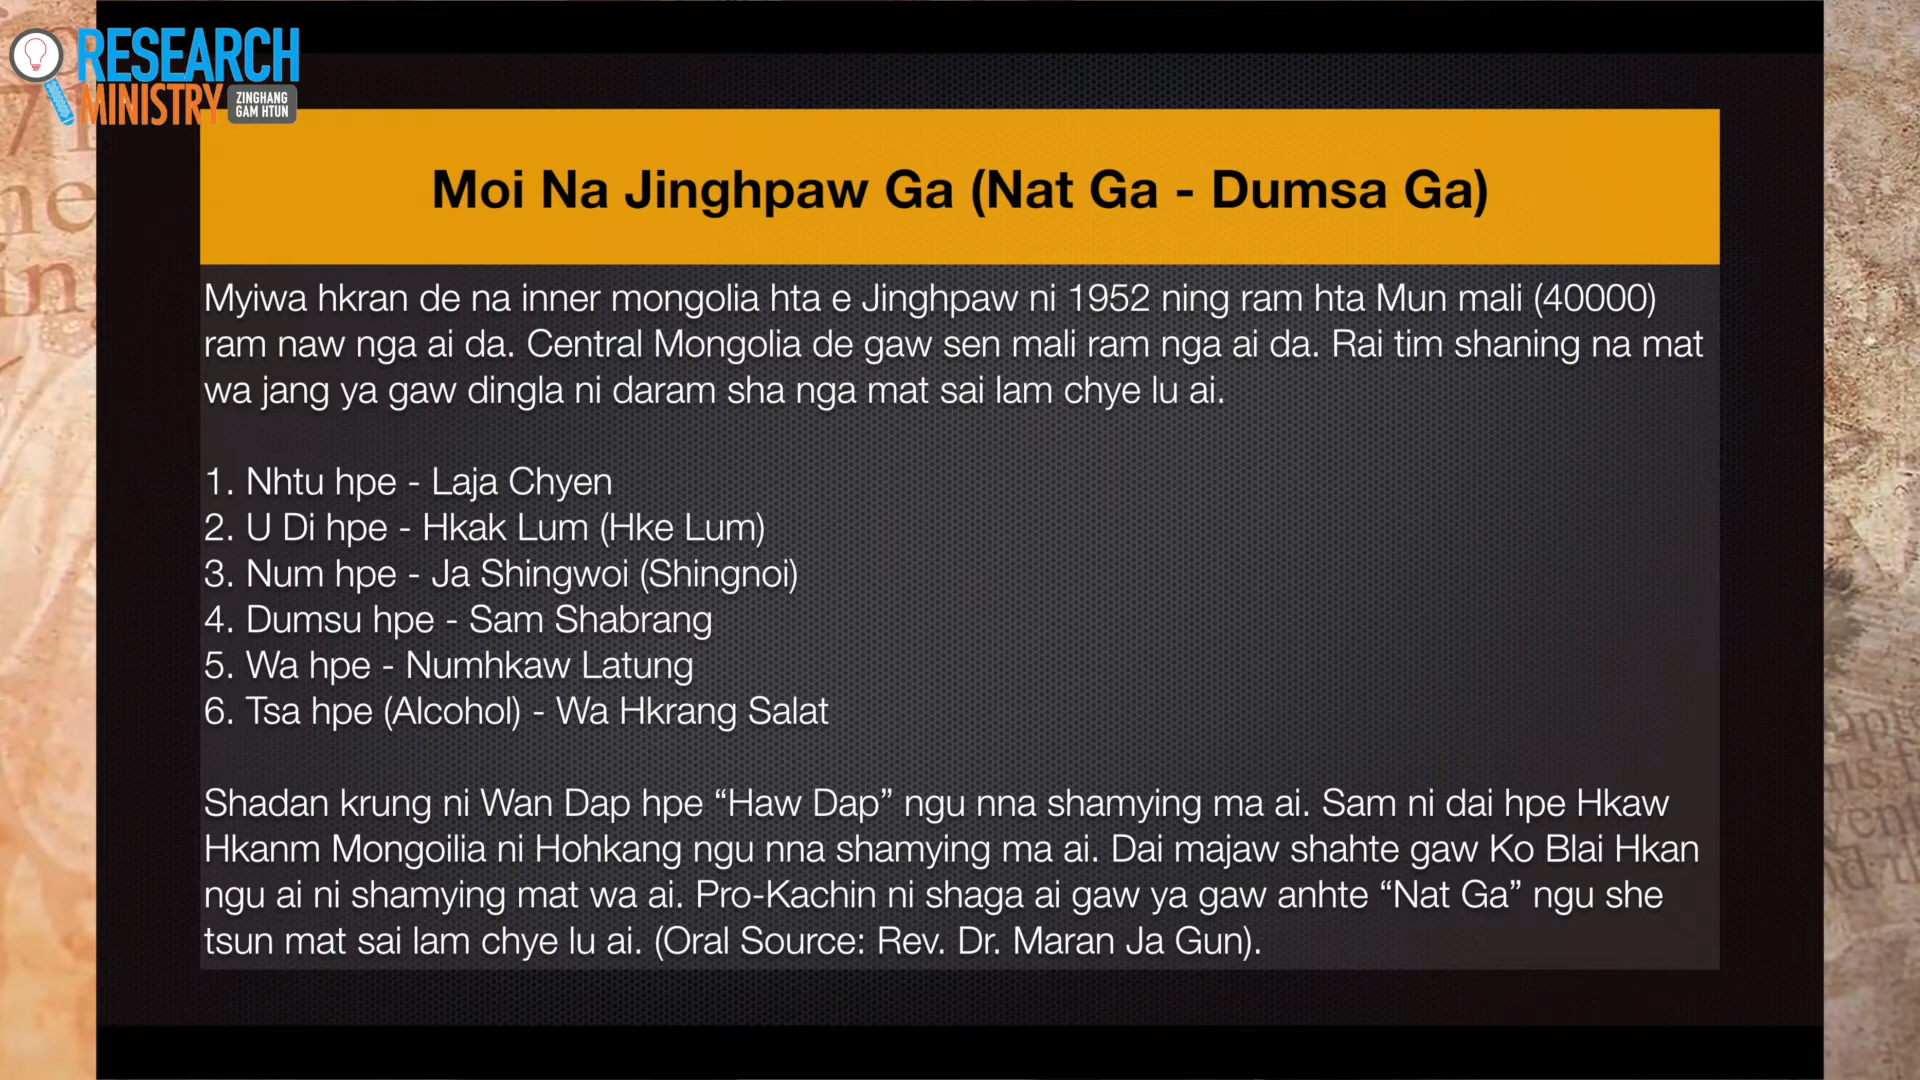 RESEARCH
MINISTRY
ZINGHANG
GAM HTUN
Moi Na Jinghpaw Ga (Nat Ga - Dumsa Ga)
Myiwa hkran de na inner mongolia hta e Jinghpaw ni 1952 ning ram hta Mun mali (40000)
ram naw nga ai da. Central Mongolia de gaw sen mali ram nga ai da. Rai tim shaning na mat
wa jang ya gaw dingla ni daram sha nga mat sai lam chye lu ai.
1. Nhtu hpe - Laja Chyen
2. U Di hpe - Hkak Lum (Hke Lum)
3. Num hpe - Ja Shingwoi (Shingnoi)
4. Dumsu hpe - Sam Shabrang
5. Wa hpe - Numhkaw Latung
6. Tsa hpe (Alcohol) - Wa Hkrang Salat
Shadan krung ni Wan Dap hpe “Haw Dap” ngu nna shamying ma ai. Sam ni dai hpe Hkaw
Hkanm Mongoilia ni Hohkang ngu nna shamying ma ai. Dai majaw shahte gaw Ko Blai Hkan
ngu ai ni shamying mat wa ai. Pro-Kachin ni shaga ai gaw ya gaw anhte “Nat Ga” ngu she
tsun mat sai lam chye lu ai. (Oral Source: Rev. Dr. Maran Ja Gun).